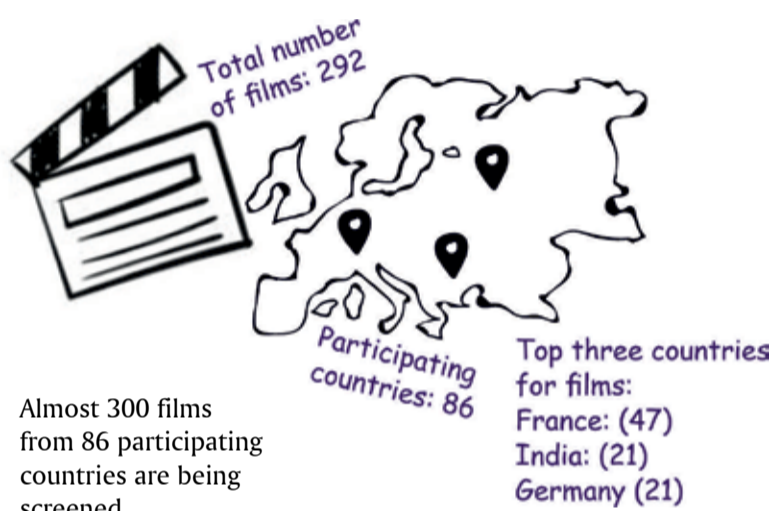 Total number
of films: 292
Participating
countries: 86
Top three countries
for films:
France: (47)
India: (21)
Germany (21)
Almost 300 films
from 86 participating
countries are being
screened